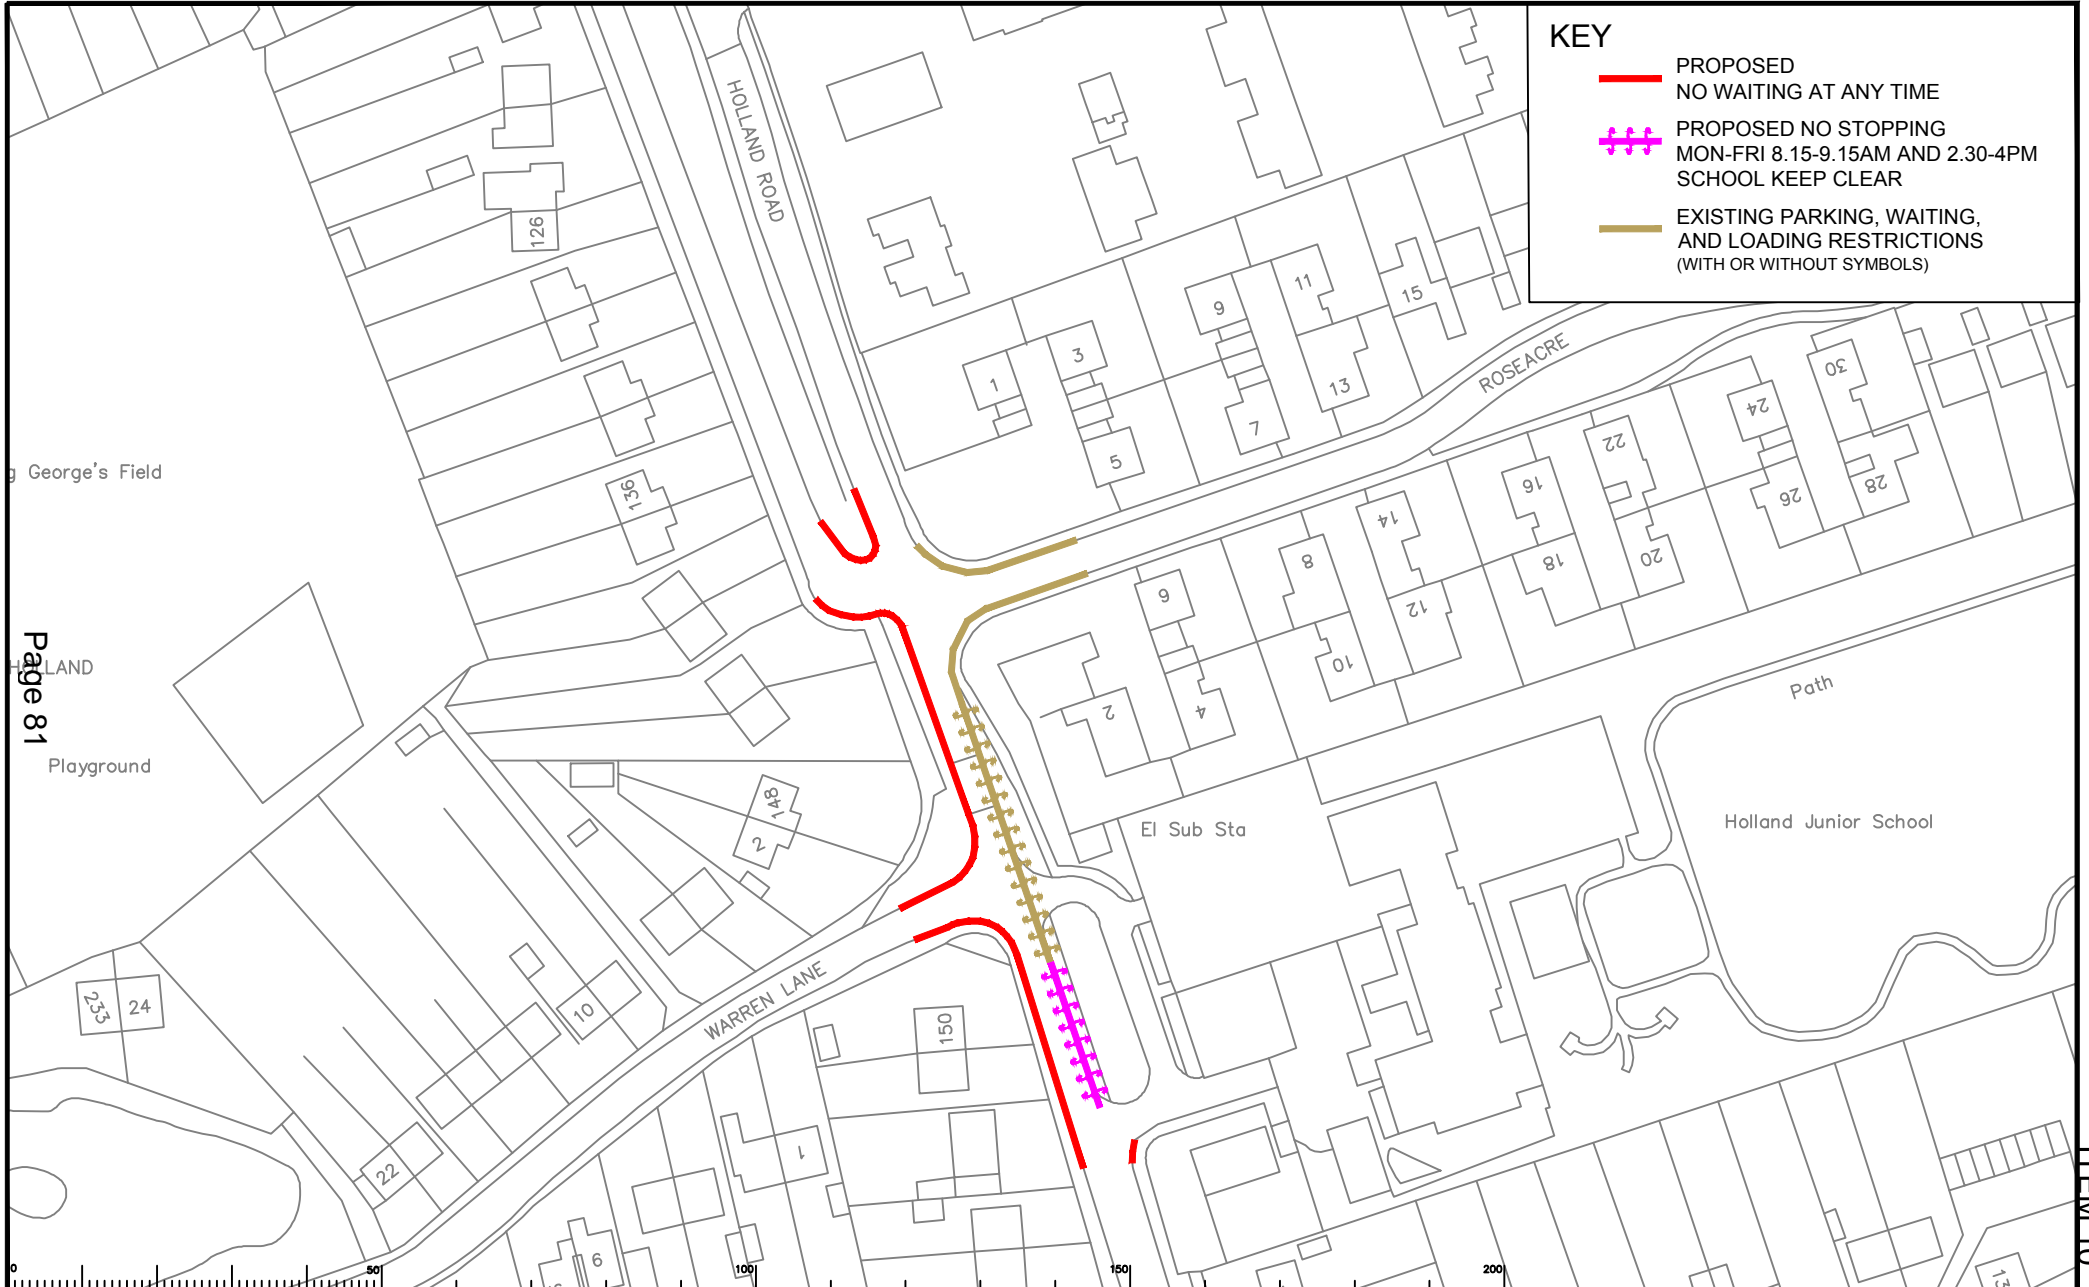 KEY
PROPOSED
NO WAITING AT ANY TIME
PROPOSED NO STOPPING
MON-FRI 8.15-9.15AM AND 2.30-4PM
SCHOOL KEEP CLEAR
EXISTING PARKING, WAITING,
AND LOADING RESTRICTIONS
(WITH OR WITHOUT SYMBOLS)
HOLLAND ROAD
126
11
9
15
3
1
13
7
5
ROSEACRE
30
24
22
28
26
16
14
20
18
8
12
6
10
4
2
136
g George's Field
HOLLAND
Page 81
Playground
Path
148
2
El Sub Sta
Holland Junior School
WARREN LANE
233
24
10
150
22
1
6
0
50
100
150
200